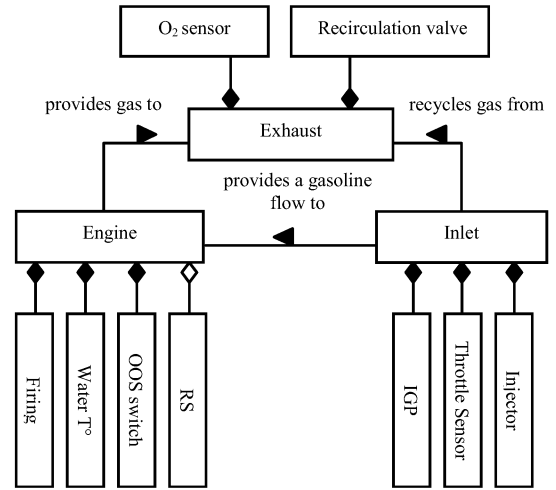 O₂ sensor
Recirculation valve
provides gas to
Exhaust
recycles gas from
provides a gasoline
flow to
Engine
Inlet
Firing
Water T°
OOS switch
RS
IGP
Throttle Sensor
Injector